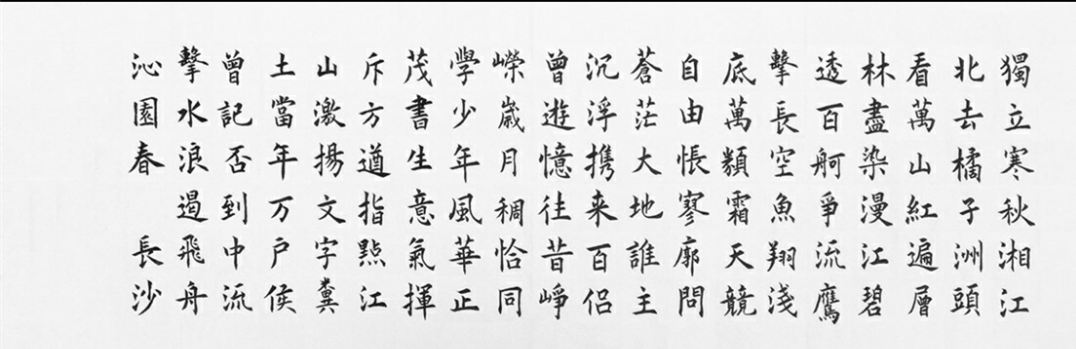 獨立寒秋湘江
北去橘子洲頭
看萬山紅遍層
林盡染漫江碧
透百舸爭流鷹
擊長空魚翔淺
底萬類霜天競
自由悵寥廓問
蒼茫大地誰主
沉浮携来百侣
曾遊憶往昔崢
嶸嵗月稠恰同
學少年風華正
茂書生意氣揮
斥方遒指點江
山激揚文字糞
土當年万户侯
曾記否到中流
擊水浪遏飛舟
沁園春 長沙